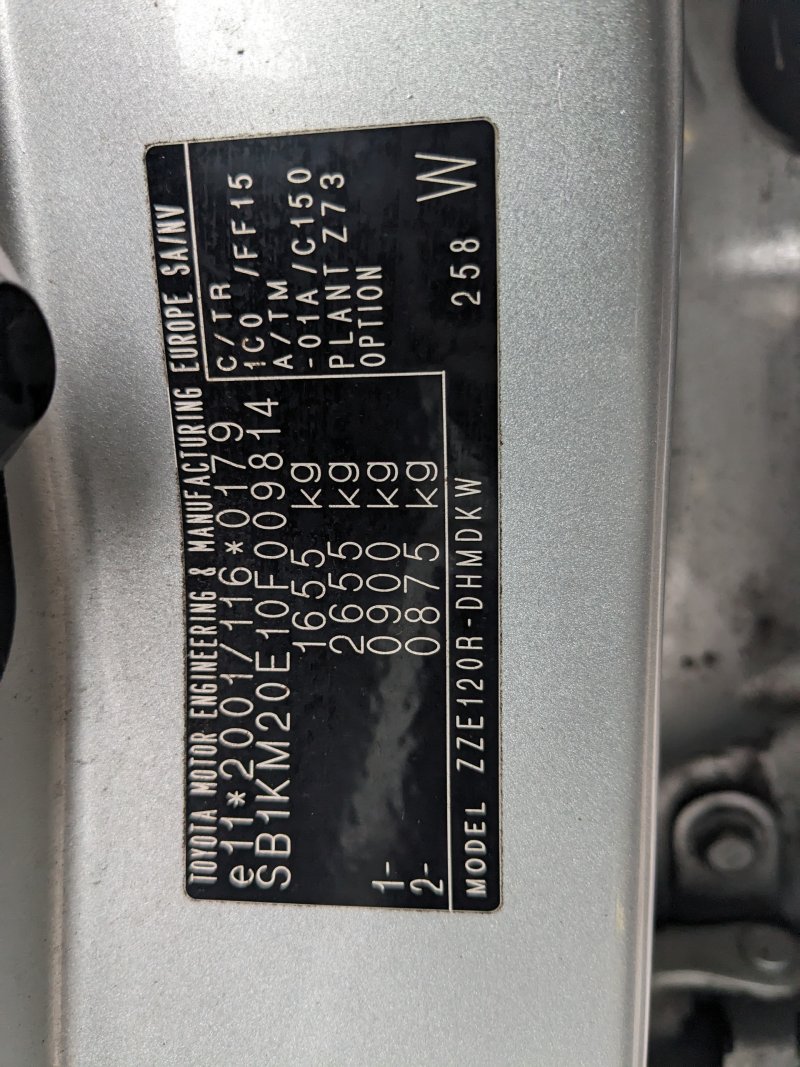 TOYOTA MOTOR ENGINEERING & MANUFACTURING EUROPE SA/NV
e11*2001/116*0179
SB1KM20E10F009814
1655 kg
2655 kg
1- 0900 kg
2- 0875 kg
C/TR
1C0 /FF15
A/TM
-01A/C150
PLANT Z73
OPTION
MODEL ZZE120R-DHMDKW
258 W